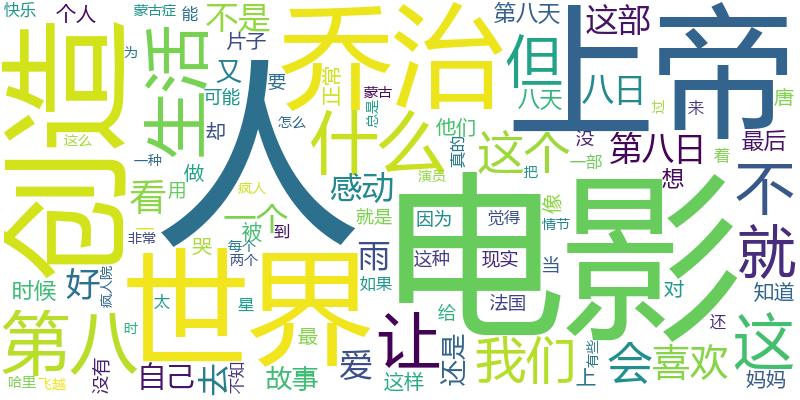 快乐
个人
蒙古症
能
不是
乔治
第八天
这部
上帝
创造
为
生活
片子
又
要
正常
但
八日
人
可能
蒙古
八天
唐
却
总是
什么
他们
过
来
这么
怎么
真的
这个
没
第八日
最后
一种
做
看
用
疯人
感动
演员
一部
把
想
着
不
一个
就是
因为
觉得
像
情节
非常
被
到
电影
就
哭
每个
两个
雨
这种
现实
当
时候
好
疯人院
世界
如果
对
知道
太
星
给
法国
还
第八
时
最
让
我们
还是
有些
会
喜欢
这
没有
自己
去
不知
故事
爱
这样
上
妈妈
哈里
飞越
一